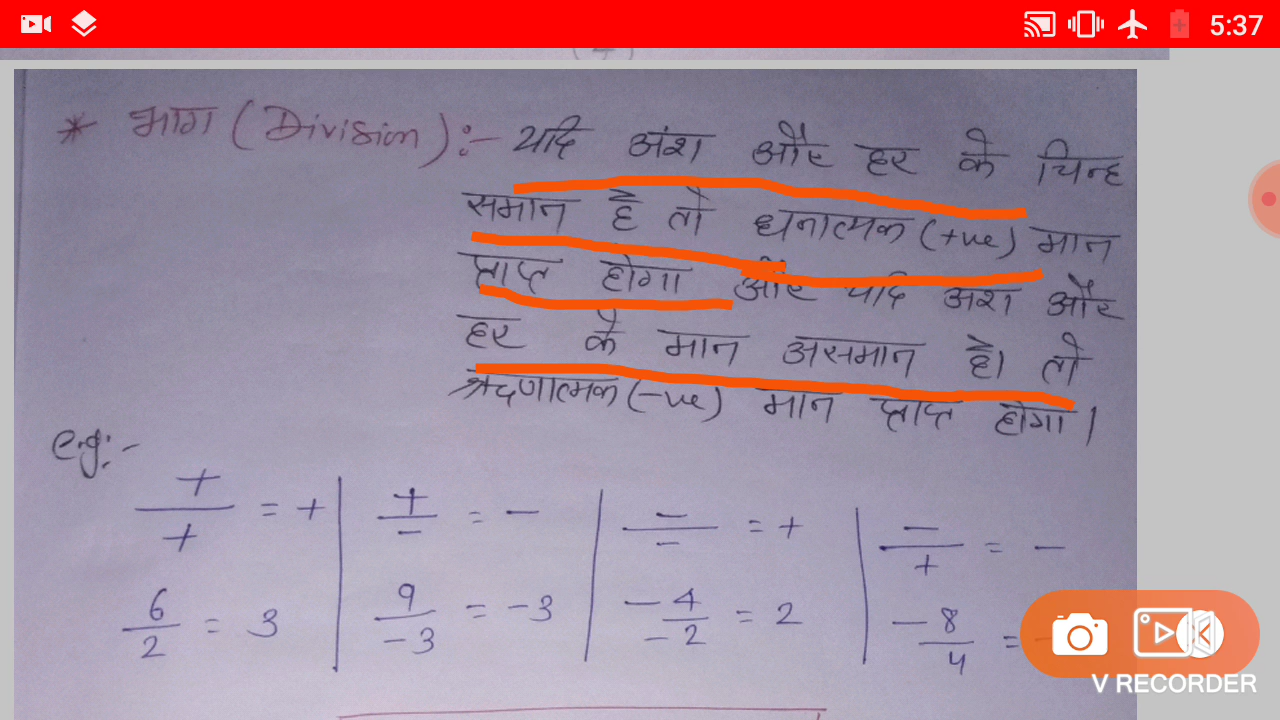 5:37
* भाग (Division) :- यदि अंश और हर के चिन्ह
समान है तो धनात्मक (+ve) मान
प्राप्त होगा और यदि अंश और
हर के मान असमान है। तो
ऋणात्मक (-ve) मान प्राप्त होगा।
e.g:-
+/+ = + | +/- = - | -/- = + | -/+ = -
6/2 = 3 | 9/-3 = -3 | -4/-2 = 2 | -8/4 = -
V RECORDER